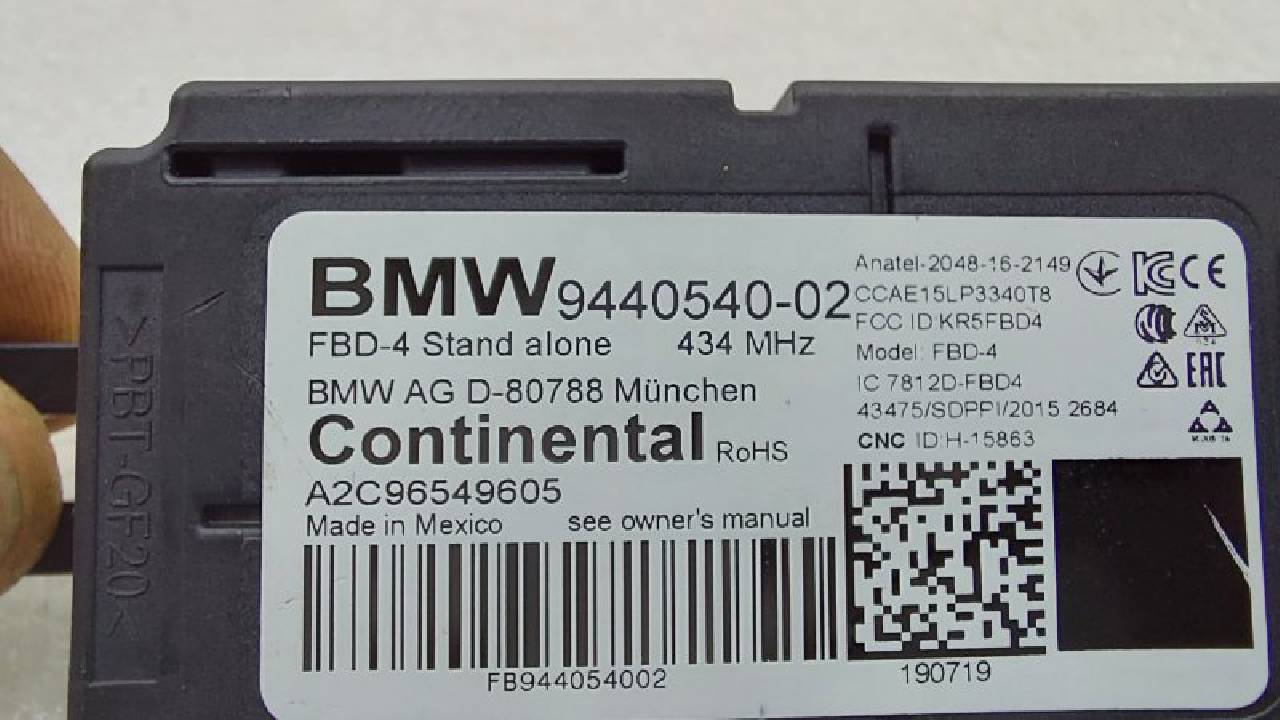 BMW 9440540-02
FBD-4 Stand alone 434 MHz
BMW AG D-80788 München
Continental RoHS
A2C96549605
Made in Mexico see owner's manual
FB944054002
Anatel-2048-16-2149
CCAE15LP3340T8
FCC ID KR5FBD4
Model: FBD-4
IC 7812D-FBD4
43475/SDPPI/2015 2684
CNC ID:H-15863
190719
CE
EAC
>PBT-GF20<